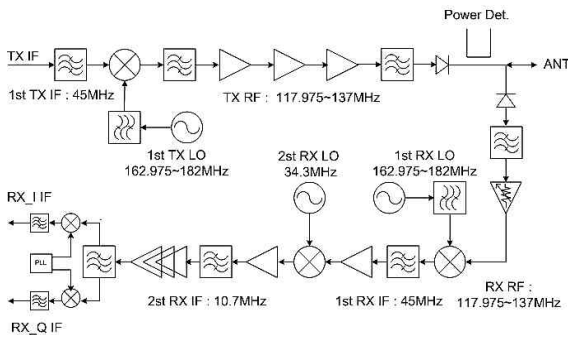 Power Det.
TX IF
ANT
1st TX IF : 45MHz
TX RF : 117.975~137MHz
1st TX LO
162.975~182MHz
2st RX LO
34.3MHz
1st RX LO
162.975~182MHz
RX_I IF
PLL
2st RX IF : 10.7MHz
1st RX IF : 45MHz
RX RF :
117.975~137MHz
RX_Q IF